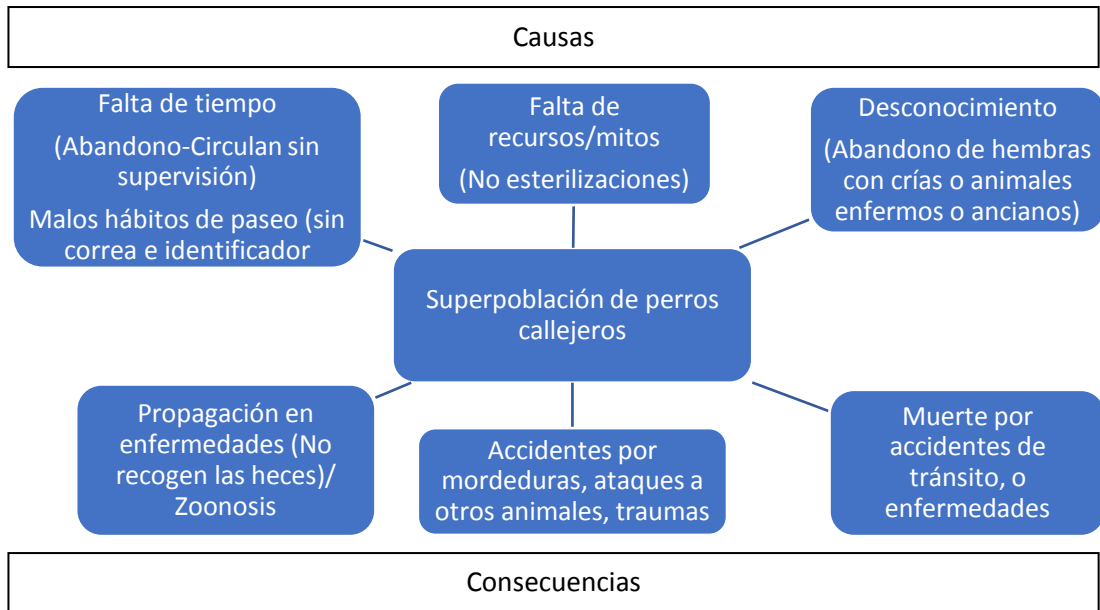 Causas
Falta de tiempo
(Abandono-Circulan sin
supervisión)
Malos hábitos de paseo (sin
correa e identificador
Falta de
recursos/mitos
(No esterilizaciones)
Desconocimiento
(Abandono de hembras
con crías o animales
enfermos o ancianos)
Superpoblación de perros
callejeros
Propagación en
enfermedades (No
recogen las heces)/
Zoonosis
Accidentes por
mordeduras, ataques a
otros animales, traumas
Muerte por
accidentes de
tránsito, o
enfermedades
Consecuencias